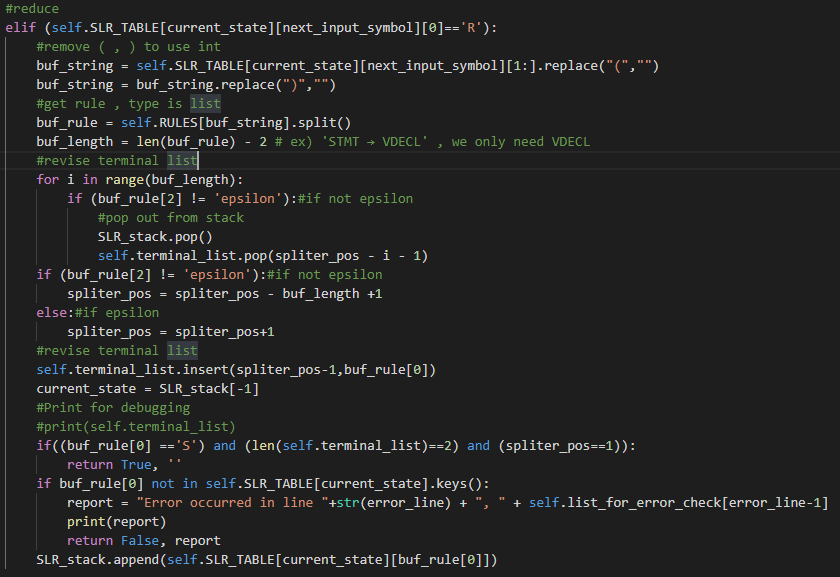 #reduce
elif (self.SLR_TABLE[current_state][next_input_symbol][0]=='R'):
#remove ( , ) to use int
buf_string = self.SLR_TABLE[current_state][next_input_symbol][1:].replace("(","")
buf_string = buf_string.replace(")","")
#get rule , type is list
buf_rule = self.RULES[buf_string].split()
buf_length = len(buf_rule) - 2 # ex) 'STMT → VDECL' , we only need VDECL
#revise terminal list
for i in range(buf_length):
if (buf_rule[2] != 'epsilon'):#if not epsilon
#pop out from stack
SLR_stack.pop()
self.terminal_list.pop(spliter_pos - i - 1)
if (buf_rule[2] != 'epsilon'):#if not epsilon
spliter_pos = spliter_pos - buf_length +1
else:#if epsilon
spliter_pos = spliter_pos+1
#revise terminal list
self.terminal_list.insert(spliter_pos-1,buf_rule[0])
current_state = SLR_stack[-1]
#Print for debugging
#print(self.terminal_list)
if((buf_rule[0] =='S') and (len(self.terminal_list)==2) and (spliter_pos==1)):
return True, ''
if buf_rule[0] not in self.SLR_TABLE[current_state].keys():
report = "Error occurred in line "+str(error_line) + ", " + self.list_for_error_check[error_line-1]
print(report)
return False, report
SLR_stack.append(self.SLR_TABLE[current_state][buf_rule[0]])